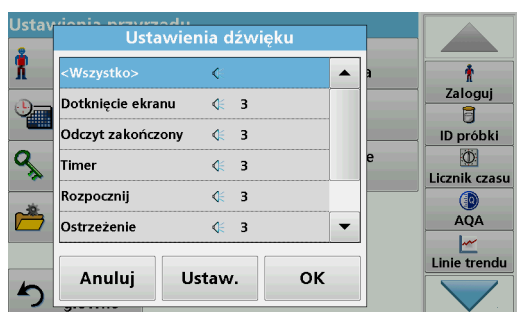 Ustawienia przyrządu
Ustawienia dźwięku
<Wszystko>
Dotknięcie ekranu 3
Odczyt zakończony 3
Timer 3
Rozpocznij 3
Ostrzeżenie 3
Anuluj
Ustaw.
OK
Zaloguj
ID próbki
Licznik czasu
AQA
Linie trendu